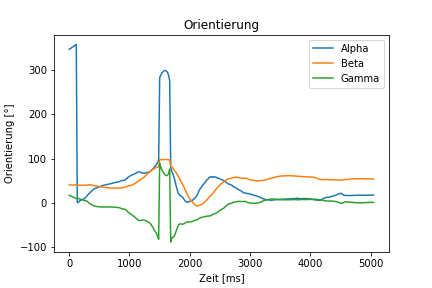 Orientierung
Alpha
Beta
Gamma
Orientierung [°]
300
200
100
0
−100
0
1000
2000
3000
4000
5000
Zeit [ms]